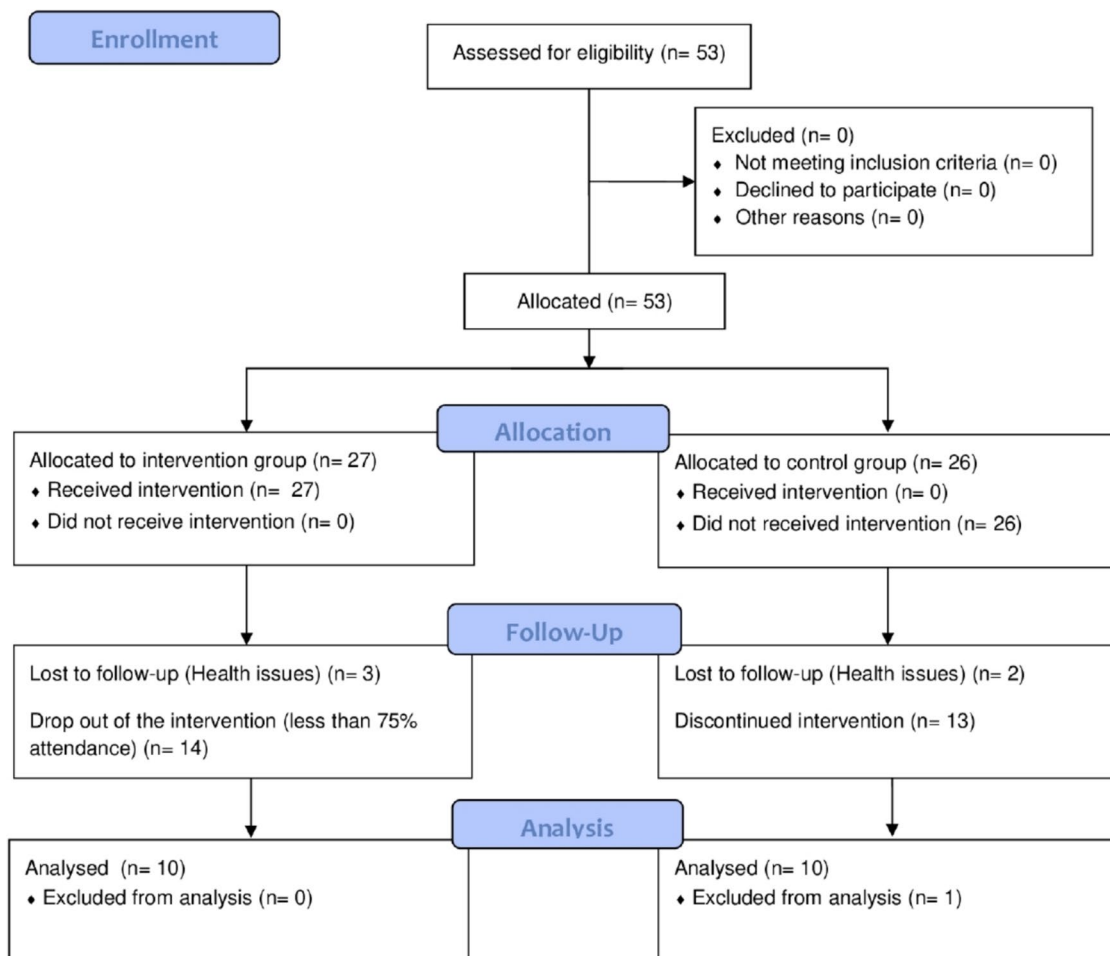 Enrollment
Assessed for eligibility (n= 53)
Excluded (n= 0)
♦ Not meeting inclusion criteria (n= 0)
♦ Declined to participate (n= 0)
♦ Other reasons (n= 0)
Allocated (n= 53)
Allocation
Allocated to intervention group (n= 27)
♦ Received intervention (n= 27)
♦ Did not receive intervention (n= 0)
Allocated to control group (n= 26)
♦ Received intervention (n= 0)
♦ Did not received intervention (n= 26)
Follow-Up
Lost to follow-up (Health issues) (n= 3)
Drop out of the intervention (less than 75%
attendance) (n= 14)
Lost to follow-up (Health issues) (n= 2)
Discontinued intervention (n= 13)
Analysis
Analysed (n= 10)
♦ Excluded from analysis (n= 0)
Analysed (n= 10)
♦ Excluded from analysis (n= 1)